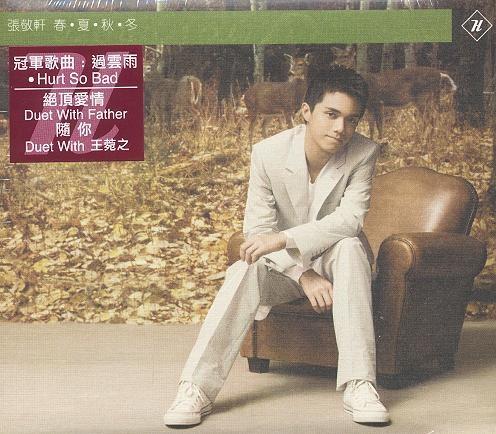 張敬軒 春•夏•秋•冬
H
冠軍歌曲：過雲雨
• Hurt So Bad
絕頂愛情
Duet With Father
隨 你
Duet With 王菀之